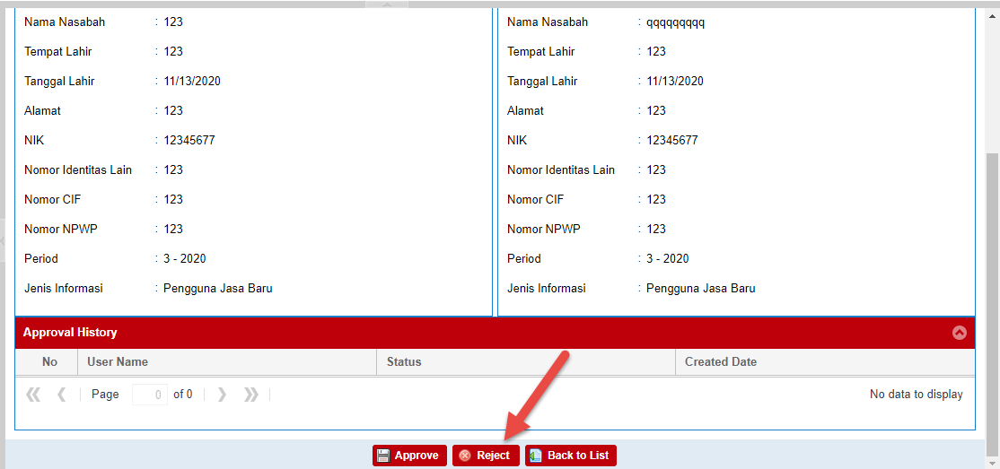 Nama Nasabah : 123
Tempat Lahir : 123
Tanggal Lahir : 11/13/2020
Alamat : 123
NIK : 12345677
Nomor Identitas Lain : 123
Nomor CIF : 123
Nomor NPWP : 123
Period : 3 - 2020
Jenis Informasi : Pengguna Jasa Baru
Nama Nasabah : qqqqqqqqq
Tempat Lahir : 123
Tanggal Lahir : 11/13/2020
Alamat : 123
NIK : 12345677
Nomor Identitas Lain : 123
Nomor CIF : 123
Nomor NPWP : 123
Period : 3 - 2020
Jenis Informasi : Pengguna Jasa Baru
Approval History
No User Name Status Created Date
Page 0 of 0 No data to display
Approve Reject Back to List